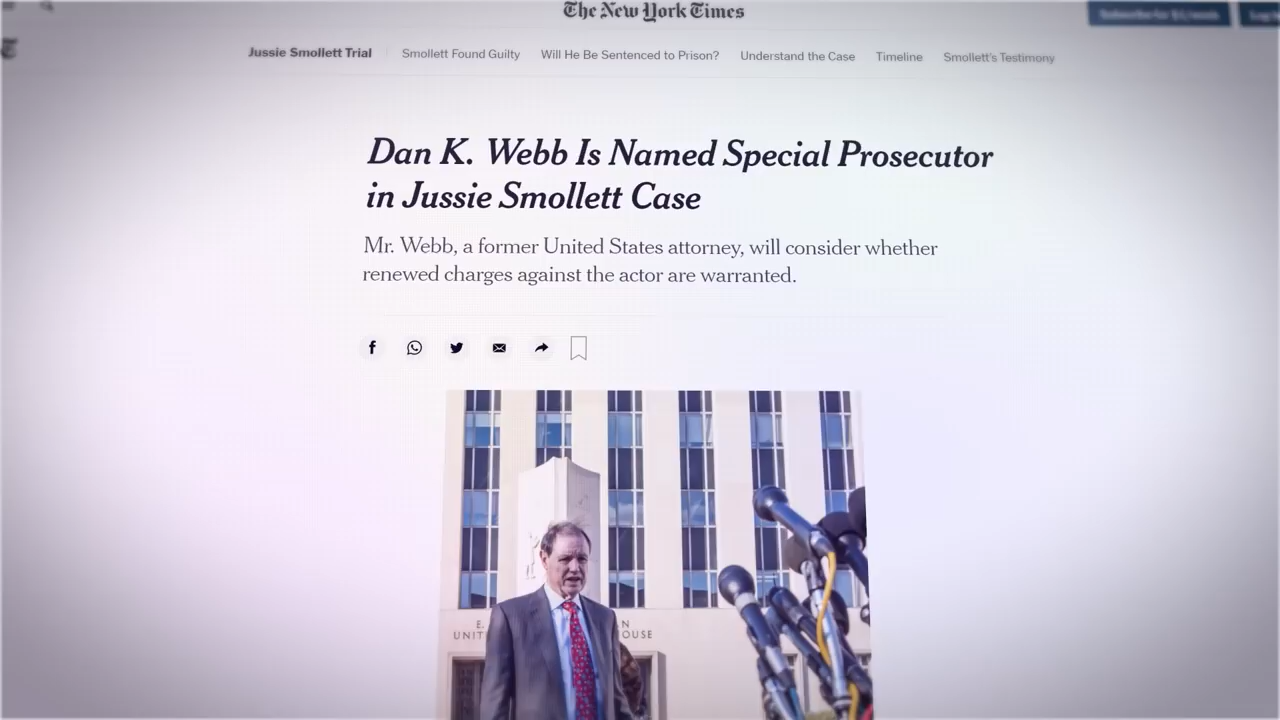 The New York Times
Jussie Smollett Trial Smollett Found Guilty Will He Be Sentenced to Prison? Understand the Case Timeline Smollett's Testimony
Dan K. Webb Is Named Special Prosecutor
in Jussie Smollett Case
Mr. Webb, a former United States attorney, will consider whether
renewed charges against the actor are warranted.
E.
UNIT